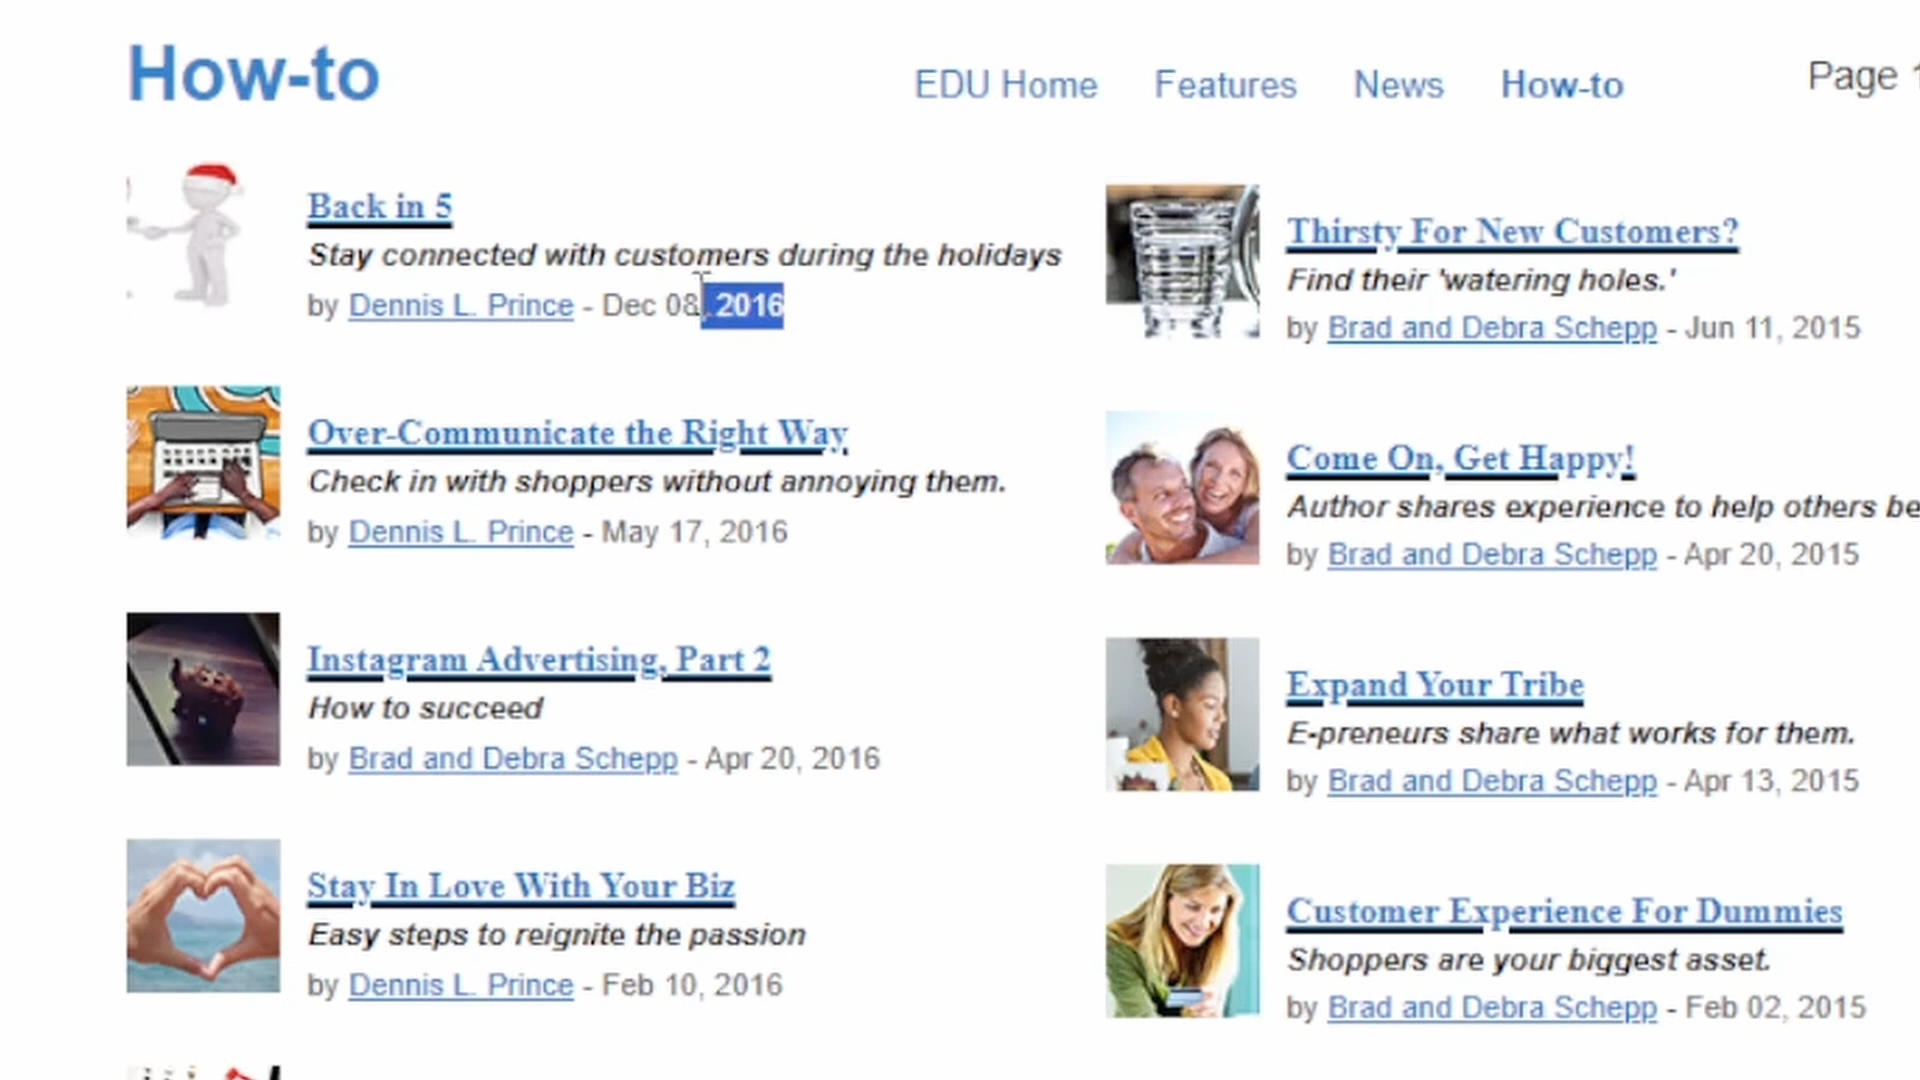 How-to
EDU Home Features News How-to
Page 1
Back in 5
Stay connected with customers during the holidays
by Dennis L. Prince - Dec 08, 2016
Over-Communicate the Right Way
Check in with shoppers without annoying them.
by Dennis L. Prince - May 17, 2016
Instagram Advertising, Part 2
How to succeed
by Brad and Debra Schepp - Apr 20, 2016
Stay In Love With Your Biz
Easy steps to reignite the passion
by Dennis L. Prince - Feb 10, 2016
Thirsty For New Customers?
Find their 'watering holes.'
by Brad and Debra Schepp - Jun 11, 2015
Come On, Get Happy!
Author shares experience to help others be
by Brad and Debra Schepp - Apr 20, 2015
Expand Your Tribe
E-preneurs share what works for them.
by Brad and Debra Schepp - Apr 13, 2015
Customer Experience For Dummies
Shoppers are your biggest asset.
by Brad and Debra Schepp - Feb 02, 2015